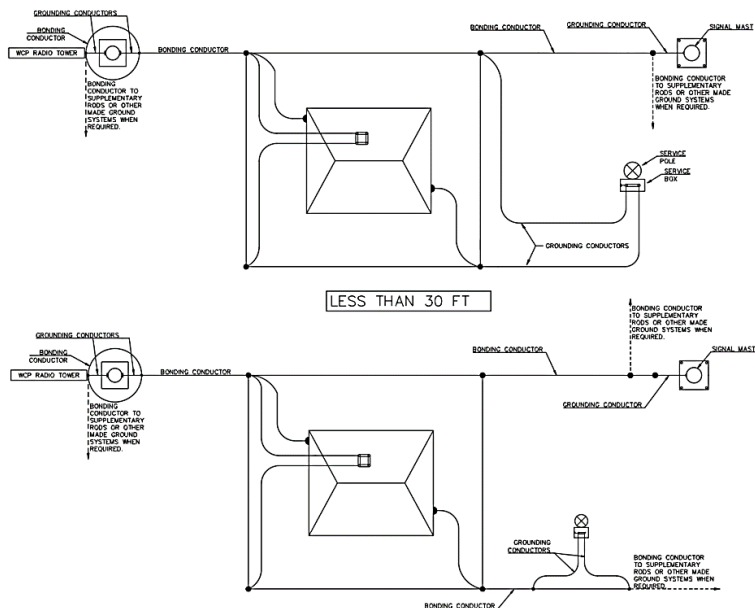 GROUNDING CONDUCTORS
BONDING
CONDUCTOR
WCP RADIO TOWER
BONDING
CONDUCTOR TO
SUPPLEMENTARY
RODS OR OTHER
MADE GROUND
SYSTEMS WHEN
REQUIRED.
BONDING CONDUCTOR
BONDING CONDUCTOR
GROUNDING CONDUCTOR
SIGNAL MAST
BONDING CONDUCTOR
TO SUPPLEMENTARY
RODS OR OTHER MADE
GROUND SYSTEMS WHEN
REQUIRED.
SERVICE
POLE
SERVICE
BOX
GROUNDING CONDUCTORS
LESS THAN 30 FT
GROUNDING CONDUCTORS
BONDING
CONDUCTOR
WCP RADIO TOWER
BONDING
CONDUCTOR TO
SUPPLEMENTARY
RODS OR OTHER
MADE GROUND
SYSTEMS WHEN
REQUIRED.
BONDING CONDUCTOR
BONDING CONDUCTOR
BONDING CONDUCTOR
TO SUPPLEMENTARY
RODS OR OTHER MADE
GROUND SYSTEMS WHEN
REQUIRED.
SIGNAL MAST
GROUNDING CONDUCTOR
GROUNDING
CONDUCTORS
BONDING CONDUCTOR
TO SUPPLEMENTARY
RODS OR OTHER MADE
GROUND SYSTEMS WHEN
REQUIRED.
BONDING CONDUCTOR